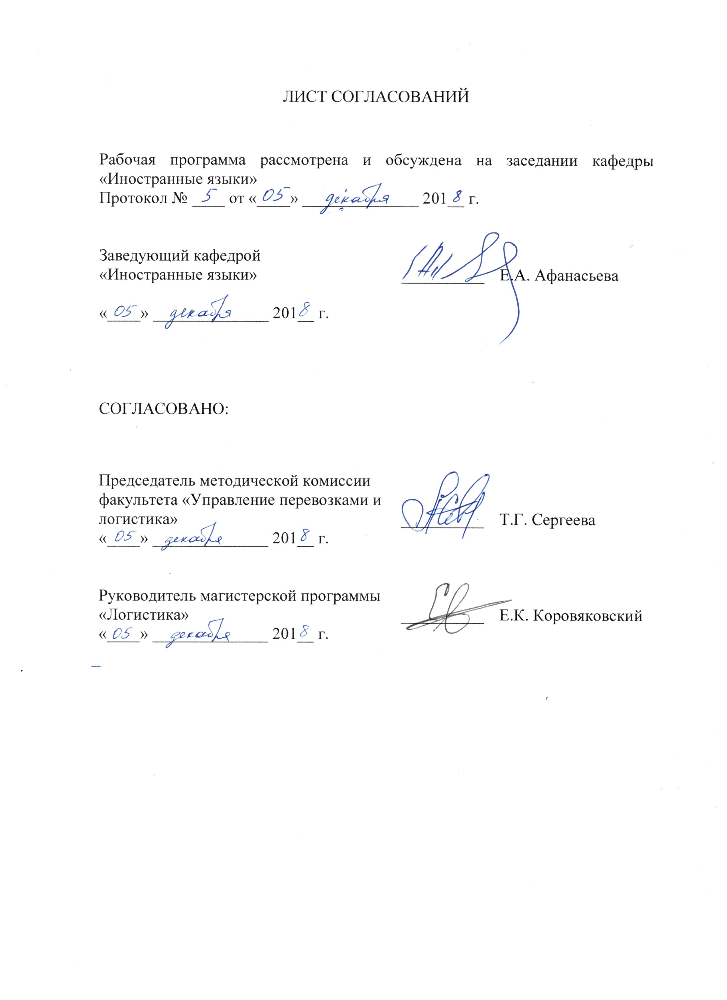 ЛИСТ СОГЛАСОВАНИЙ
Рабочая программа рассмотрена и обсуждена на заседании кафедры
«Иностранные языки»
Протокол № 5 от «05» декабря 2018 г.
Заведующий кафедрой
«Иностранные языки» Е.А. Афанасьева
«05» декабря 2018 г.
СОГЛАСОВАНО:
Председатель методической комиссии
факультета «Управление перевозками и
логистика» Т.Г. Сергеева
«05» декабря 2018 г.
Руководитель магистерской программы
«Логистика» Е.К. Коровяковский
«05» декабря 2018 г.